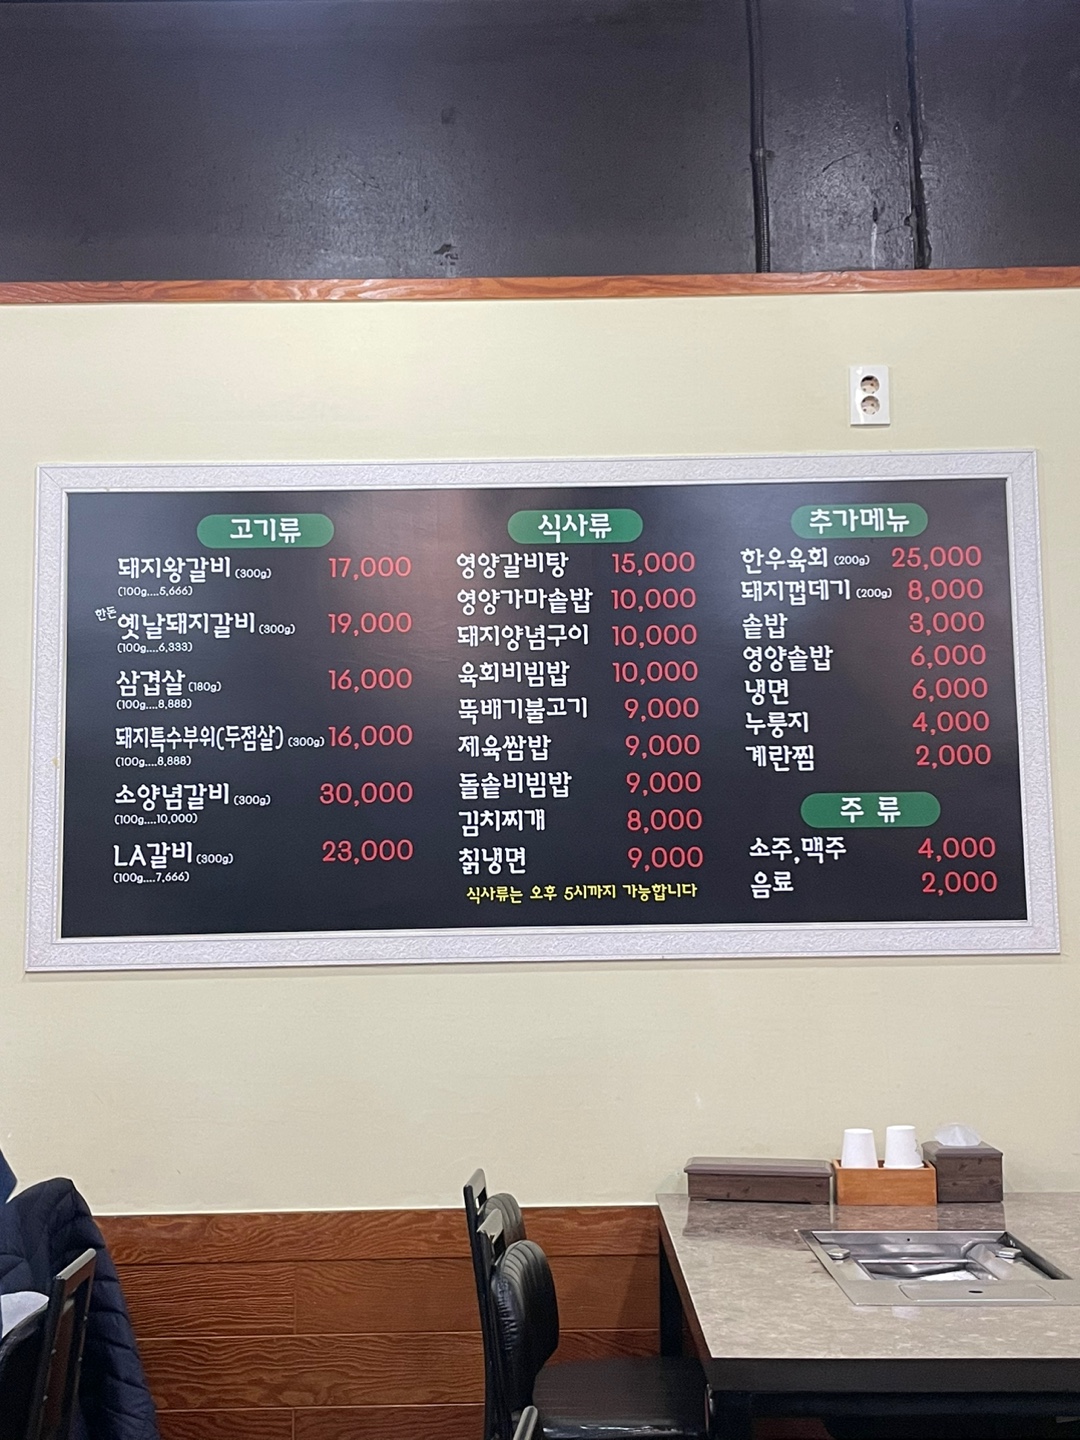 고기류
돼지왕갈비 (300g) 17,000
(100g....5,666)
한돈 옛날돼지갈비 (300g) 19,000
(100g....6,333)
삼겹살 (180g) 16,000
(100g....8,888)
돼지특수부위(두점살) (300g) 16,000
(100g....8,888)
소양념갈비 (300g) 30,000
(100g....10,000)
LA갈비 (300g) 23,000
(100g....7,666)
식사류
영양갈비탕 15,000
영양가마솥밥 10,000
돼지양념구이 10,000
육회비빔밥 10,000
뚝배기불고기 9,000
제육쌈밥 9,000
돌솥비빔밥 9,000
김치찌개 8,000
칡냉면 9,000
식사류는 오후 5시까지 가능합니다
추가메뉴
한우육회 (200g) 25,000
돼지껍데기 (200g) 8,000
솥밥 3,000
영양솥밥 6,000
냉면 6,000
누룽지 4,000
계란찜 2,000
주 류
소주,맥주 4,000
음료 2,000